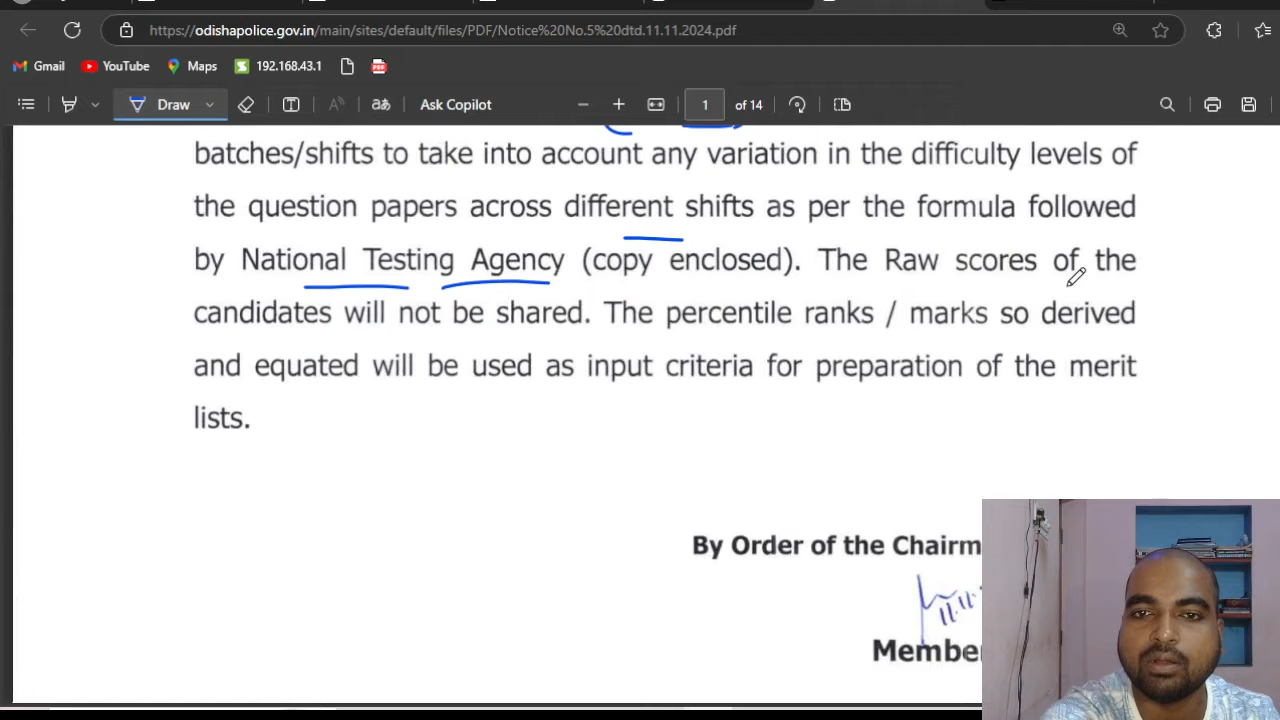 https://odishapolice.gov.in/main/sites/default/files/PDF/Notice%20No.5%20dtd.11.11.2024.pdf
Gmail YouTube Maps 192.168.43.1
Draw Ask Copilot 1 of 14
batches/shifts to take into account any variation in the difficulty levels of
the question papers across different shifts as per the formula followed
by National Testing Agency (copy enclosed). The Raw scores of the
candidates will not be shared. The percentile ranks / marks so derived
and equated will be used as input criteria for preparation of the merit
lists.
By Order of the Chairm
Membe